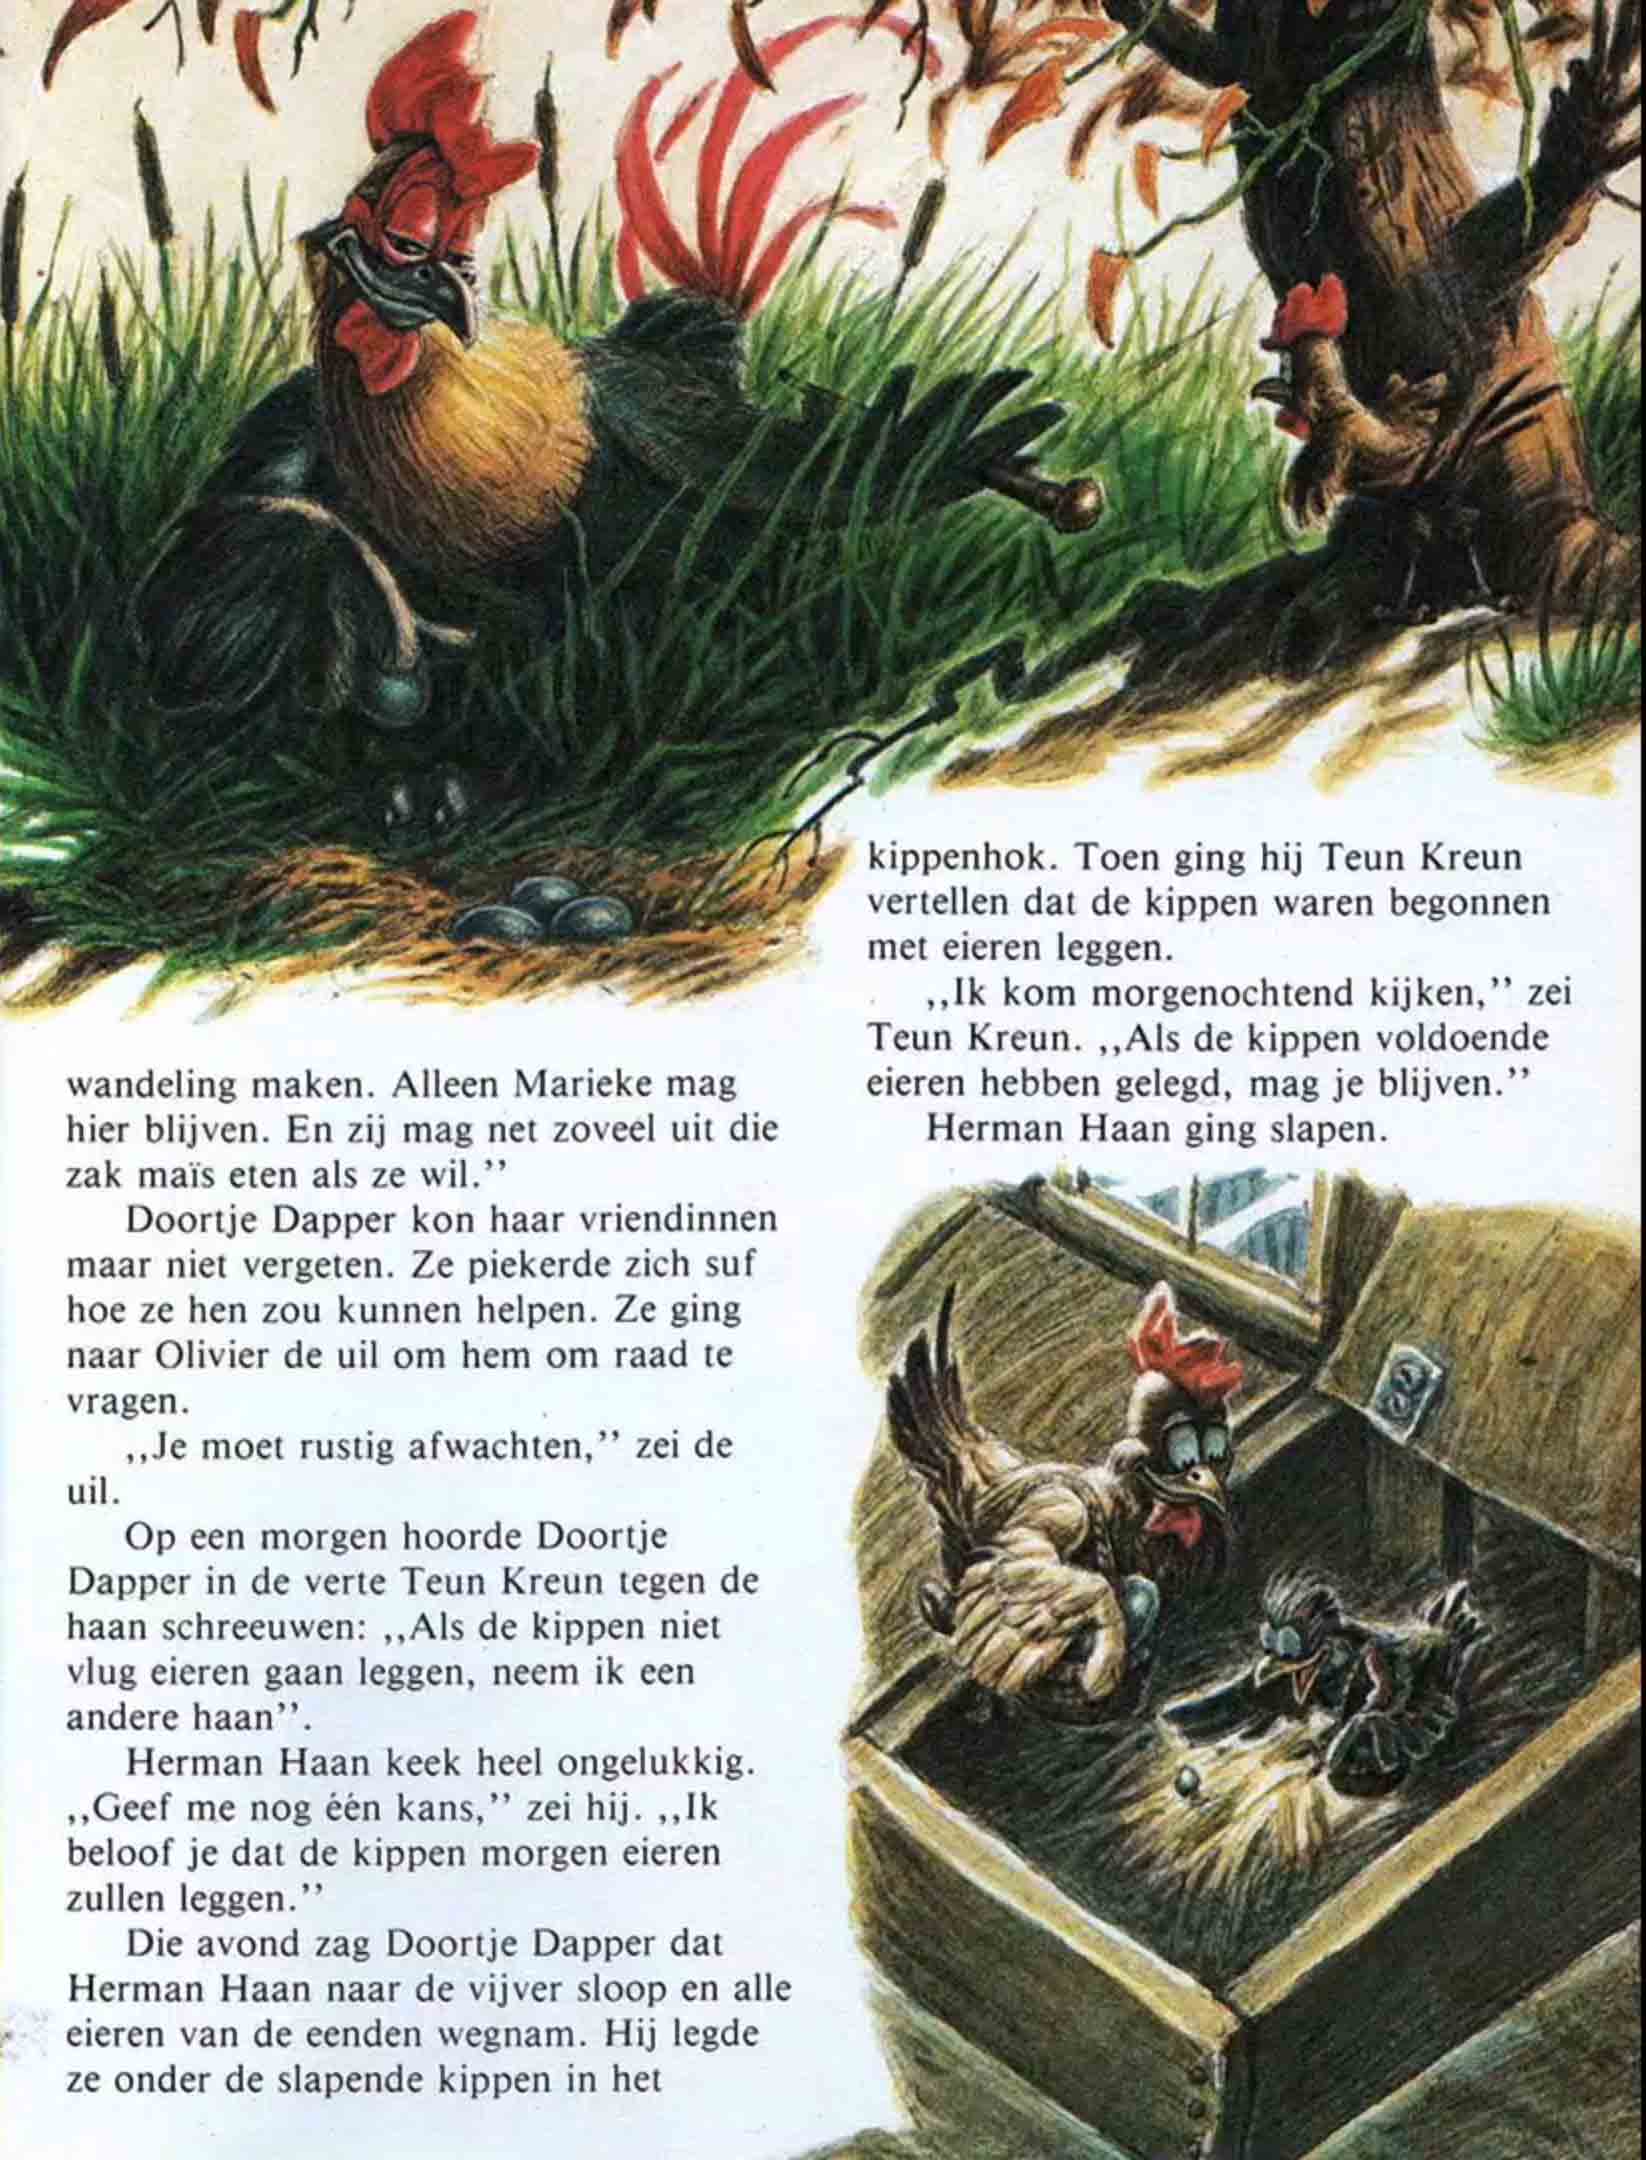 wandeling maken. Alleen Marieke mag
hier blijven. En zij mag net zoveel uit die
zak maïs eten als ze wil.’’
Doortje Dapper kon haar vriendinnen
maar niet vergeten. Ze piekerde zich suf
hoe ze hen zou kunnen helpen. Ze ging
naar Olivier de uil om hem om raad te
vragen.
,,Je moet rustig afwachten,’’ zei de
uil.
Op een morgen hoorde Doortje
Dapper in de verte Teun Kreun tegen de
haan schreeuwen: ,,Als de kippen niet
vlug eieren gaan leggen, neem ik een
andere haan’’.
Herman Haan keek heel ongelukkig.
,,Geef me nog één kans,’’ zei hij. ,,Ik
beloof je dat de kippen morgen eieren
zullen leggen.’’
Die avond zag Doortje Dapper dat
Herman Haan naar de vijver sloop en alle
eieren van de eenden wegnam. Hij legde
ze onder de slapende kippen in het
kippenhok. Toen ging hij Teun Kreun
vertellen dat de kippen waren begonnen
met eieren leggen.
,,Ik kom morgenochtend kijken,’’ zei
Teun Kreun. ,,Als de kippen voldoende
eieren hebben gelegd, mag je blijven.’’
Herman Haan ging slapen.